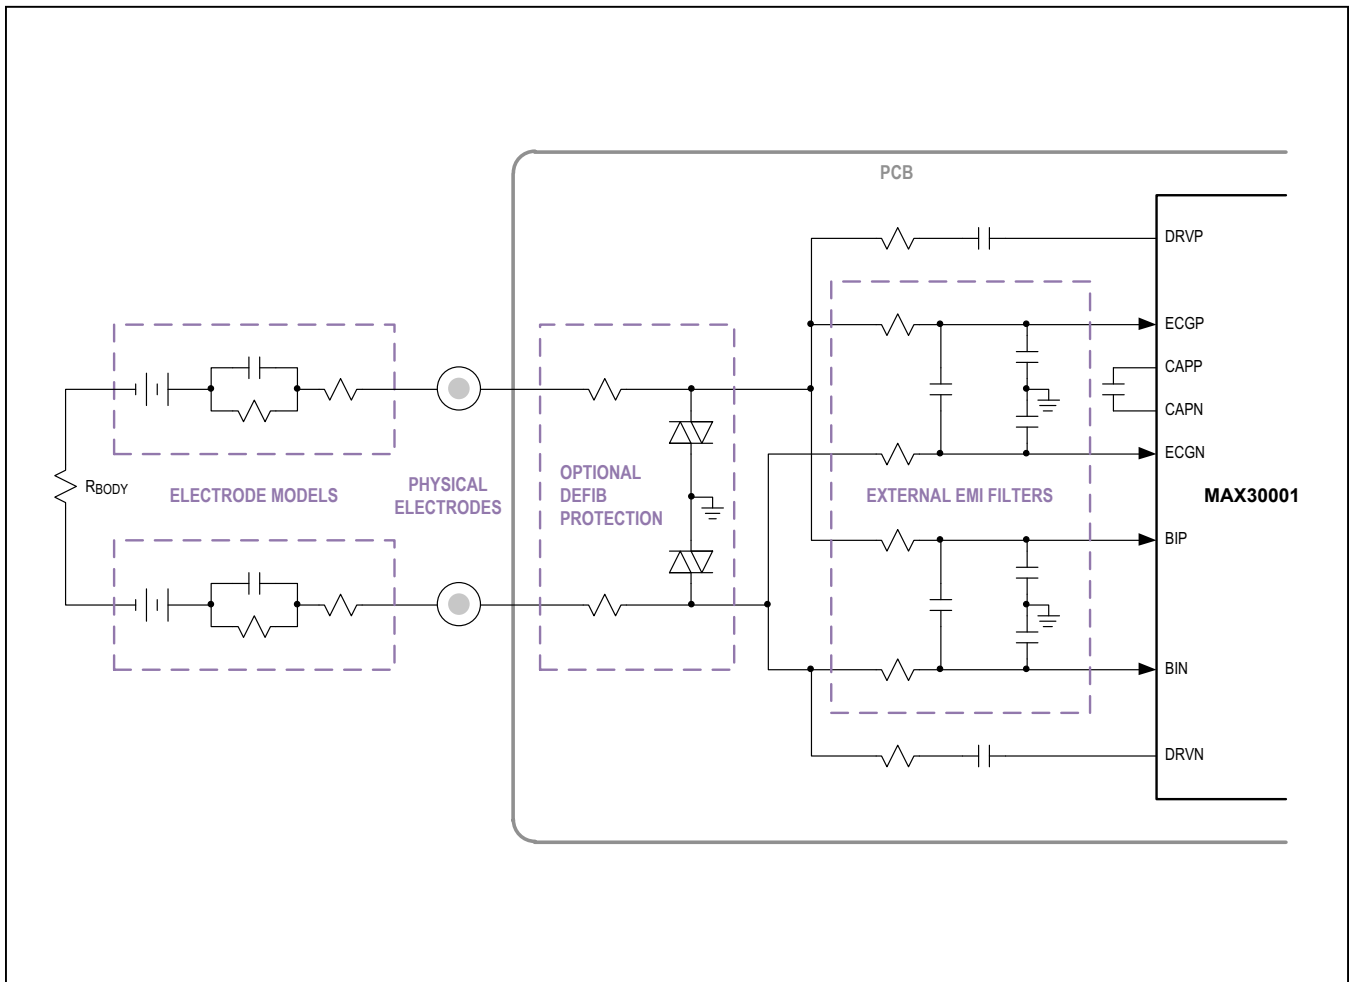 PCB
DRVP
ECGP
CAPP
CAPN
ECGN
MAX30001
BIP
BIN
DRVN
EXTERNAL EMI FILTERS
OPTIONAL
DEFIB
PROTECTION
PHYSICAL
ELECTRODES
ELECTRODE MODELS
RBODY